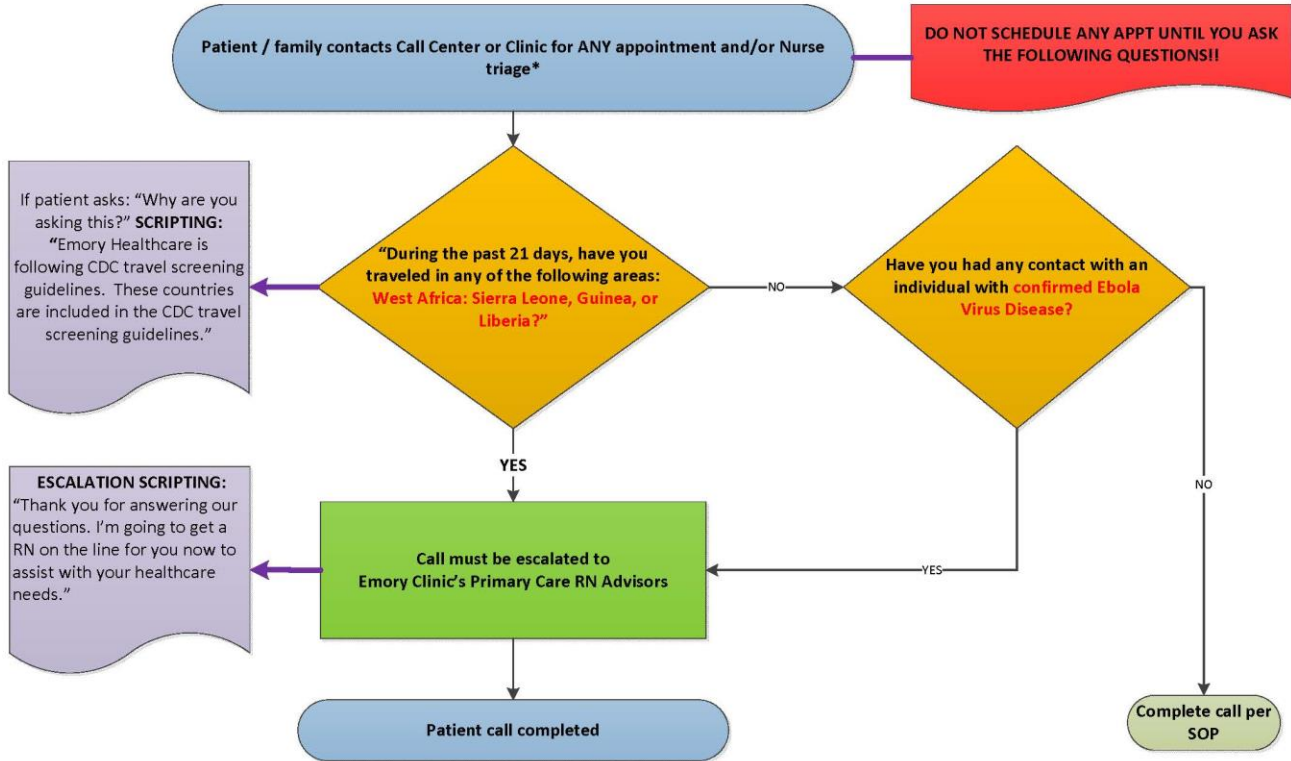 Patient / family contacts Call Center or Clinic for ANY appointment and/or Nurse
triage*
DO NOT SCHEDULE ANY APPT UNTIL YOU ASK
THE FOLLOWING QUESTIONS!!
If patient asks: “Why are you
asking this?” SCRIPTING:
“Emory Healthcare is
following CDC travel screening
guidelines. These countries
are included in the CDC travel
screening guidelines.”
“During the past 21 days, have you
traveled in any of the following areas:
West Africa: Sierra Leone, Guinea, or
Liberia?”
NO
Have you had any contact with an
individual with confirmed Ebola
Virus Disease?
YES
NO
ESCALATION SCRIPTING:
“Thank you for answering our
questions. I’m going to get a
RN on the line for you now to
assist with your healthcare
needs.”
Call must be escalated to
Emory Clinic’s Primary Care RN Advisors
YES
Patient call completed
Complete call per
SOP